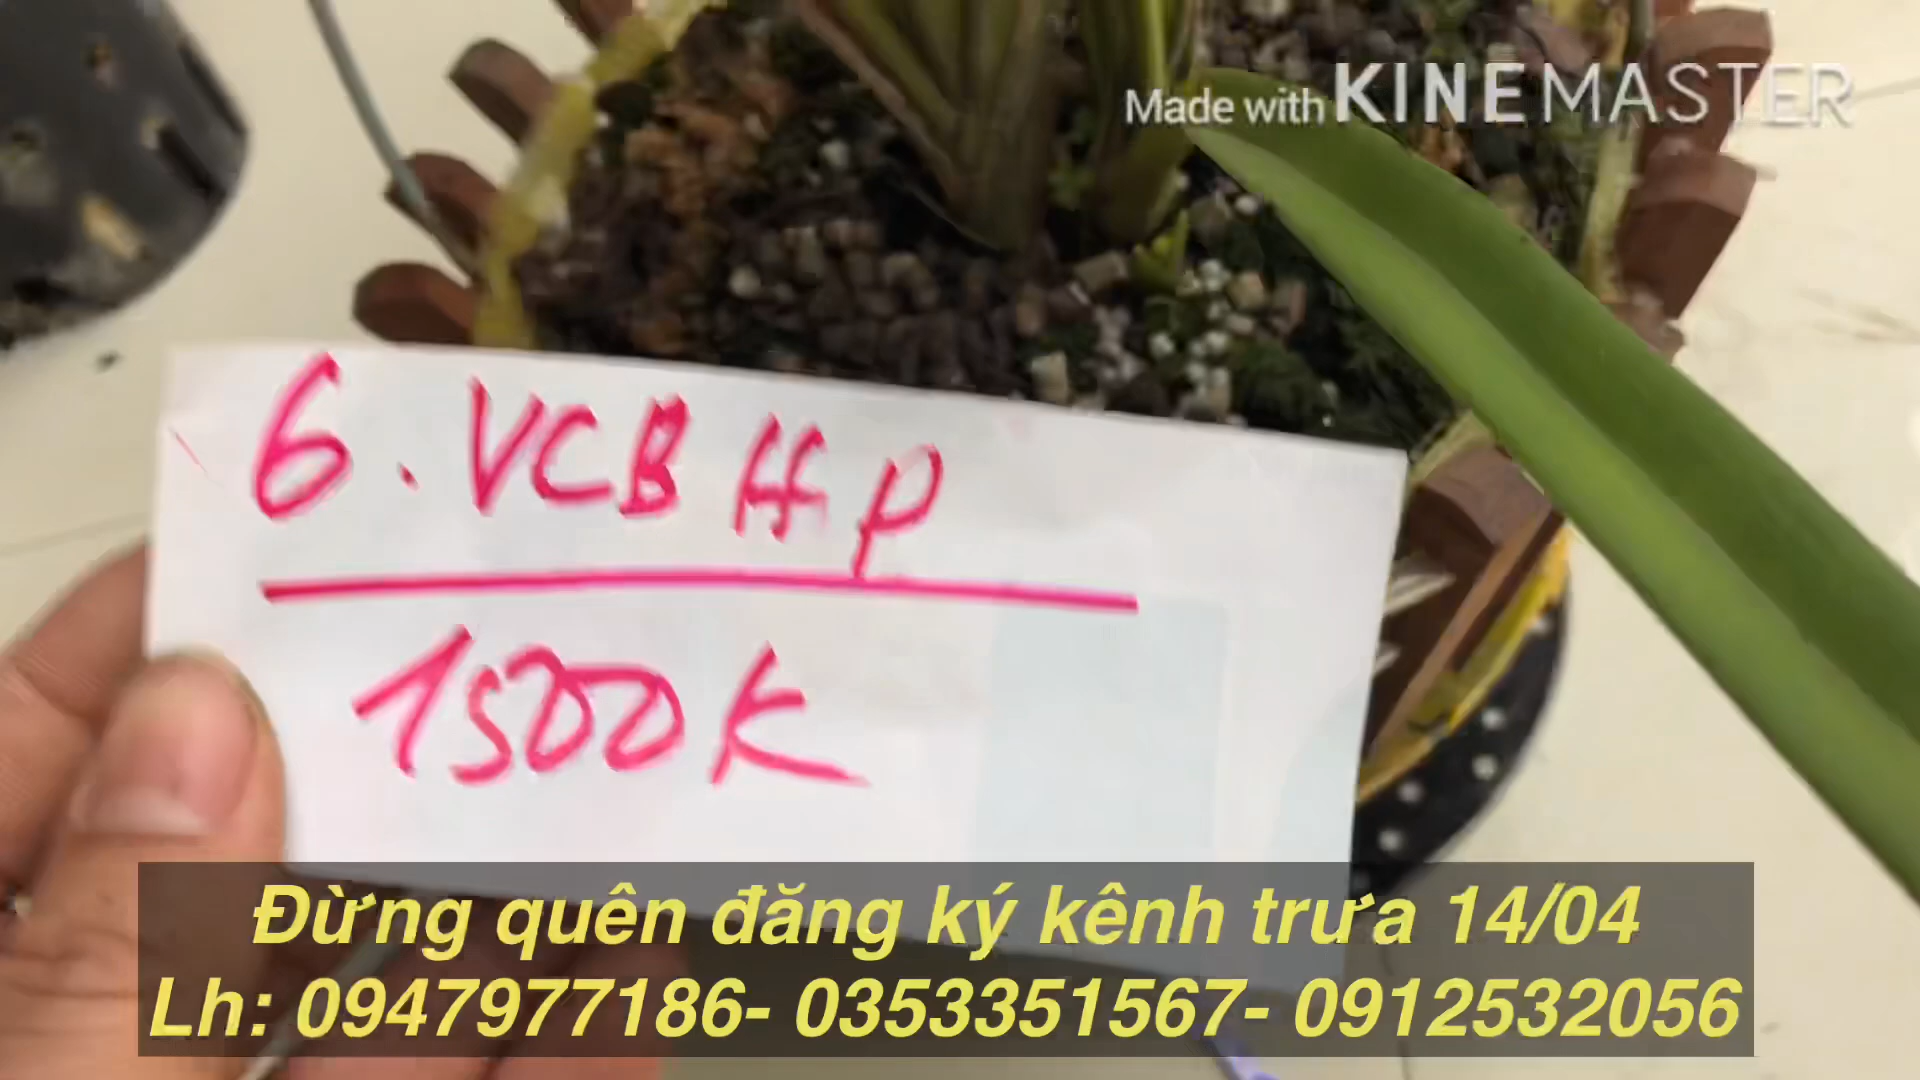 Made with KINEMASTER
6. VCB HP
1500K
Đừng quên đăng ký kênh trưa 14/04
Lh: 0947977186- 0353351567- 0912532056